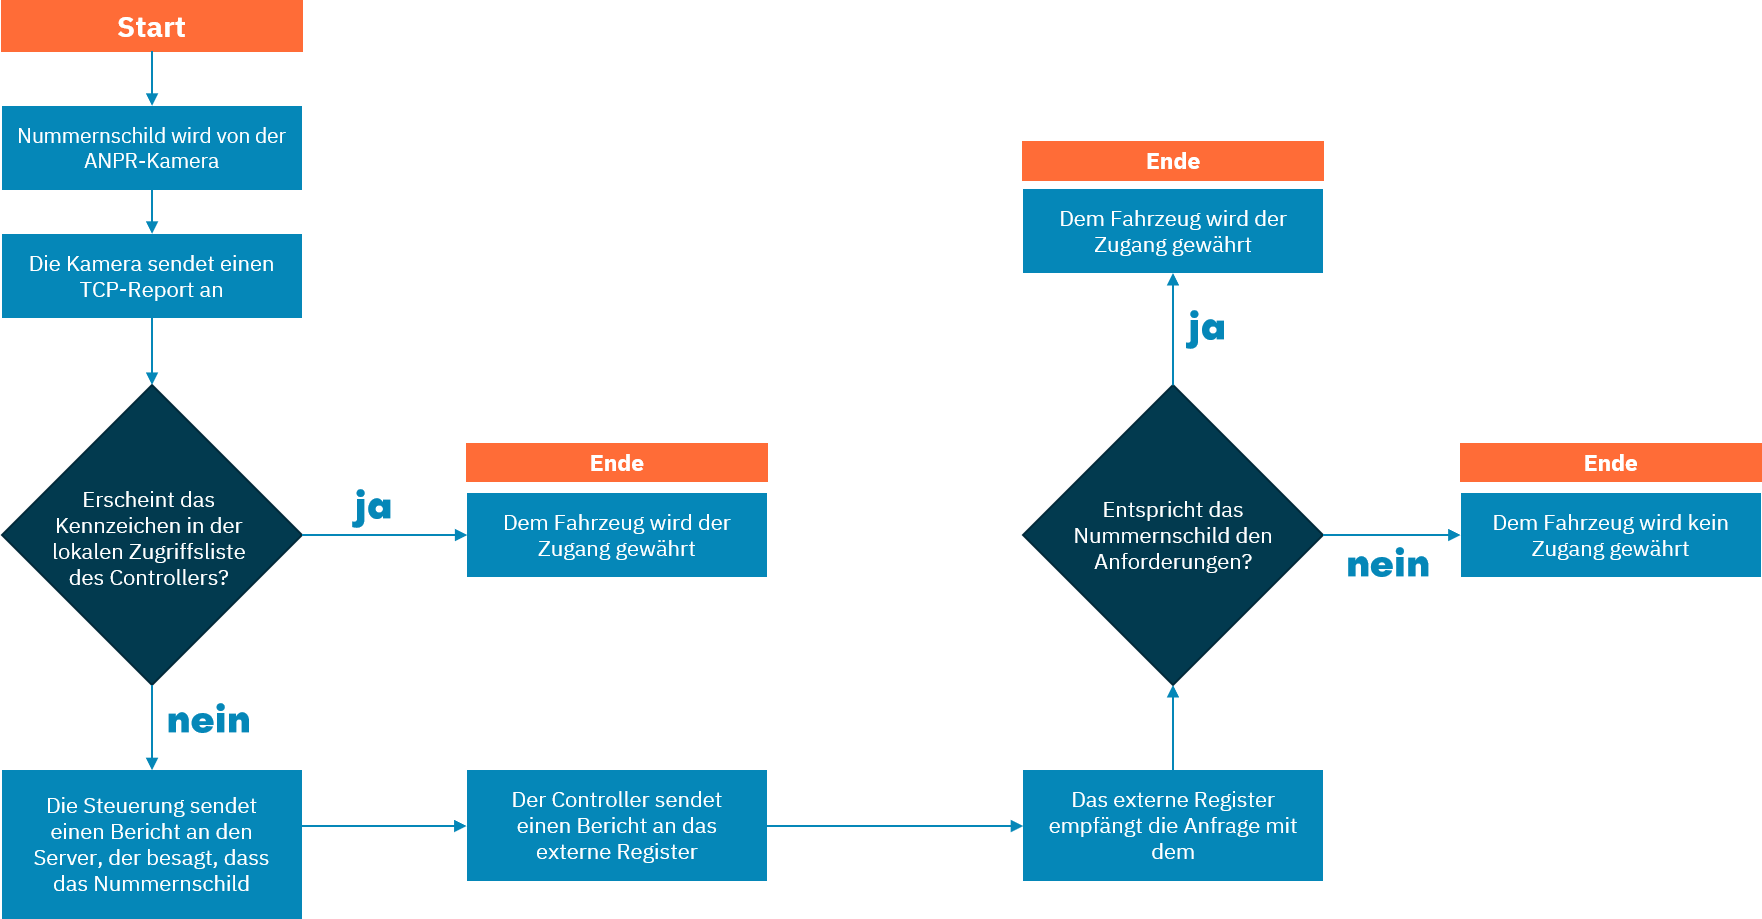 Start
Nummernschild wird von der
ANPR-Kamera
Die Kamera sendet einen
TCP-Report an
Erscheint das
Kennzeichen in der
lokalen Zugriffsliste
des Controllers?
ja
Ende
Dem Fahrzeug wird der
Zugang gewährt
nein
Die Steuerung sendet
einen Bericht an den
Server, der besagt, dass
das Nummernschild
Der Controller sendet
einen Bericht an das
externe Register
Das externe Register
empfängt die Anfrage mit
dem
Entspricht das
Nummernschild den
Anforderungen?
ja
Ende
Dem Fahrzeug wird der
Zugang gewährt
nein
Ende
Dem Fahrzeug wird kein
Zugang gewährt